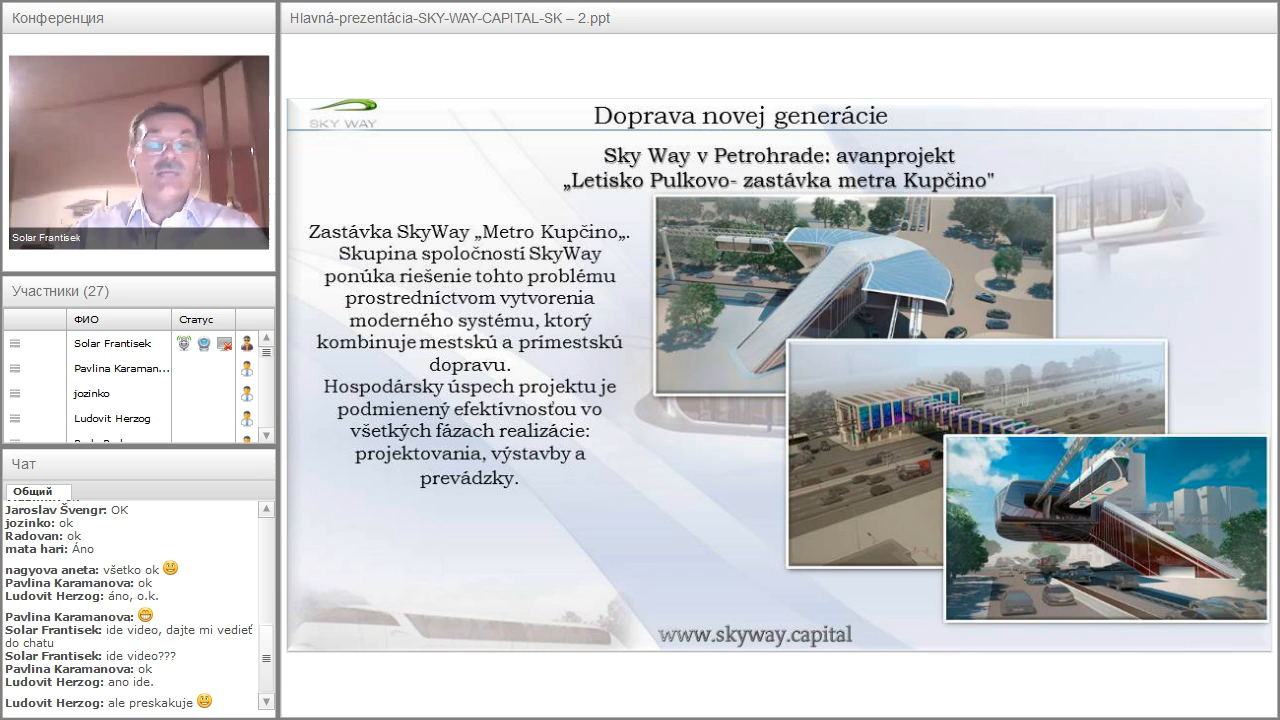 Конференция
Solar Frantisek
Участники (27)
ФИО
Статус
Solar Frantisek
Pavlina Karaman...
jozinko
Ludovit Herzog
Чат
Общий
Jaroslav Švengr: OK
jozinko: ok
Radovan: ok
mata hari: Áno
nagyova aneta: všetko ok
Pavlina Karamanova: ok
Ludovit Herzog: áno, o.k.
Pavlina Karamanova:
Solar Frantisek: ide video, dajte mi vedieť
do chatu
Solar Frantisek: ide video???
Pavlina Karamanova: ok
Ludovit Herzog: ano ide.
Ludovit Herzog: ale preskakuje
Hlavná-prezentácia-SKY-WAY-CAPITAL-SK – 2.ppt
SKY WAY
Doprava novej generácie
Sky Way v Petrohrade: avanprojekt
„Letisko Pulkovo- zastávka metra Kupčino"
Zastávka SkyWay „Metro Kupčino„.
Skupina spoločností SkyWay
ponúka riešenie tohto problému
prostredníctvom vytvorenia
moderného systému, ktorý
kombinuje mestskú a prímestskú
dopravu.
Hospodársky úspech projektu je
podmienený efektívnosťou vo
všetkých fázach realizácie:
projektovania, výstavby a
prevádzky.
www.skyway.capital